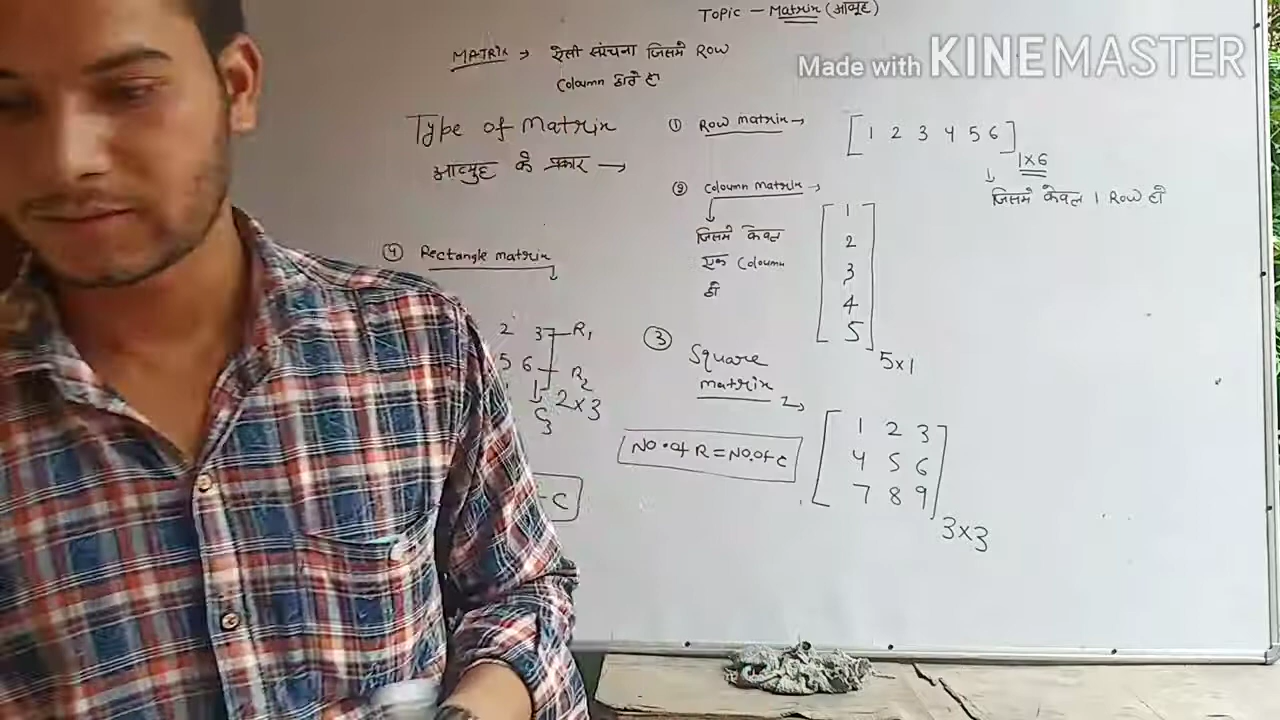 TOPIC - Matrix (आव्यूह)
Made with KINEMASTER
MATRIX → ऐसी संरचना जिसमे Row
Coloumn होते है।
Type of Matrix
आव्यूह के प्रकार →
① Row matrix →
[1 2 3 4 5 6]
1×6
जिसमे केवल 1 Row हो
② Coloumn matrix →
जिसमे केवल
एक Coloumn
हो
1
2
3
4
5
5×1
③ Square
matrix
No. of R = No. of C
1 2 3
4 5 6
7 8 9
3×3
④ Rectangle matrix
2 3 R1
5 6 R2
C3 2×3
C